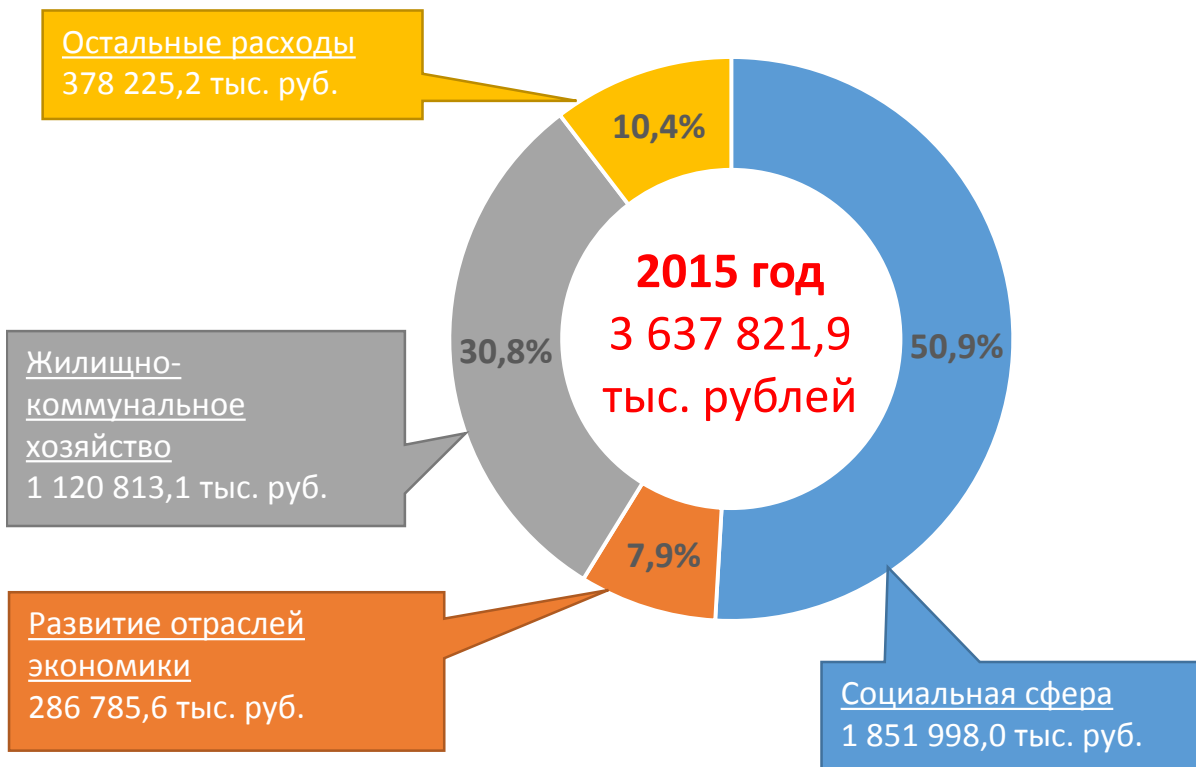 Остальные расходы
378 225,2 тыс. руб.
10,4%
2015 год
3 637 821,9
тыс. рублей
50,9%
30,8%
Жилищно-
коммунальное
хозяйство
1 120 813,1 тыс. руб.
7,9%
Развитие отраслей
экономики
286 785,6 тыс. руб.
Социальная сфера
1 851 998,0 тыс. руб.